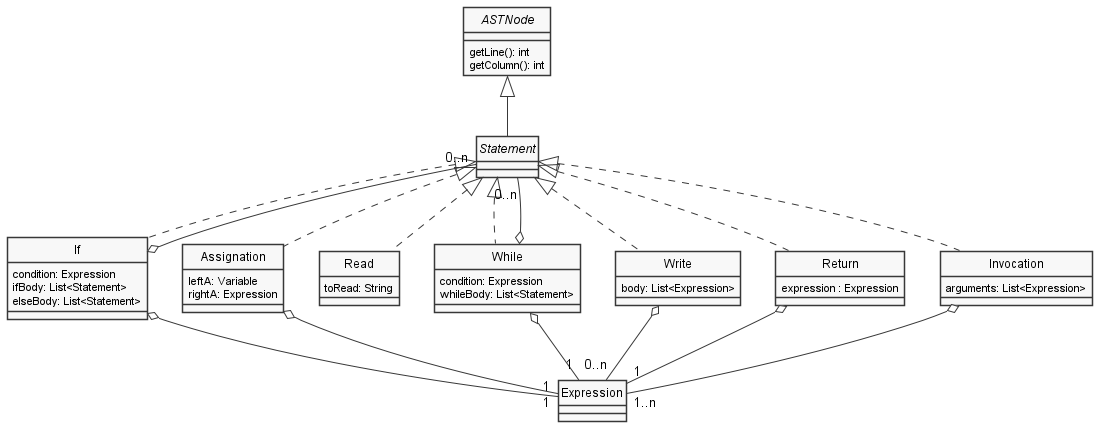 ASTNode
getLine(): int
getColumn(): int
Statement
0..n
0..n
If
condition: Expression
ifBody: List<Statement>
elseBody: List<Statement>
Assignation
leftA: Variable
rightA: Expression
Read
toRead: String
While
condition: Expression
whileBody: List<Statement>
Write
body: List<Expression>
Return
expression : Expression
Invocation
arguments: List<Expression>
1
1
1
0..n
1
1..n
Expression